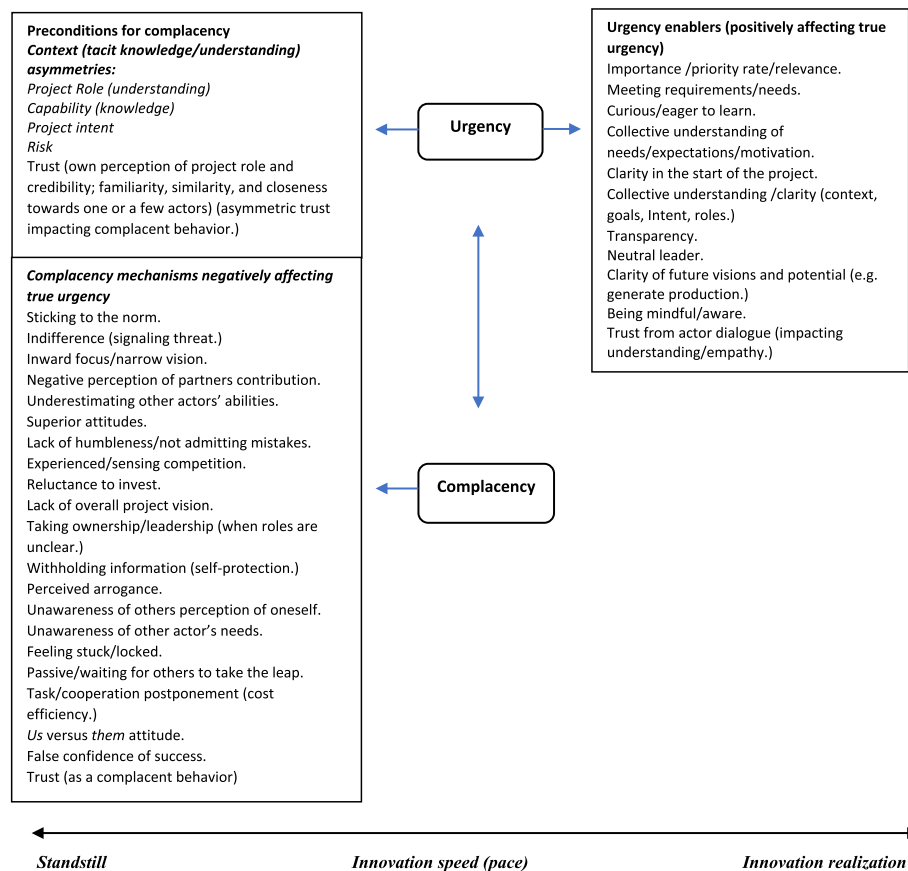 Preconditions for complacency
Context (tacit knowledge/understanding)
asymmetries:
Project Role (understanding)
Capability (knowledge)
Project intent
Risk
Trust (own perception of project role and
credibility; familiarity, similarity, and closeness
towards one or a few actors) (asymmetric trust
impacting complacent behavior.)
Complacency mechanisms negatively affecting
true urgency
Sticking to the norm.
Indifference (signaling threat.)
Inward focus/narrow vision.
Negative perception of partners contribution.
Underestimating other actors’ abilities.
Superior attitudes.
Lack of humbleness/not admitting mistakes.
Experienced/sensing competition.
Reluctance to invest.
Lack of overall project vision.
Taking ownership/leadership (when roles are
unclear.)
Withholding information (self-protection.)
Perceived arrogance.
Unawareness of others perception of oneself.
Unawareness of other actor’s needs.
Feeling stuck/locked.
Passive/waiting for others to take the leap.
Task/cooperation postponement (cost
efficiency.)
Us versus them attitude.
False confidence of success.
Trust (as a complacent behavior)
Urgency
Complacency
Urgency enablers (positively affecting true
urgency)
Importance /priority rate/relevance.
Meeting requirements/needs.
Curious/eager to learn.
Collective understanding of
needs/expectations/motivation.
Clarity in the start of the project.
Collective understanding /clarity (context,
goals, Intent, roles.)
Transparency.
Neutral leader.
Clarity of future visions and potential (e.g.
generate production.)
Being mindful/aware.
Trust from actor dialogue (impacting
understanding/empathy.)
Standstill
Innovation speed (pace)
Innovation realization